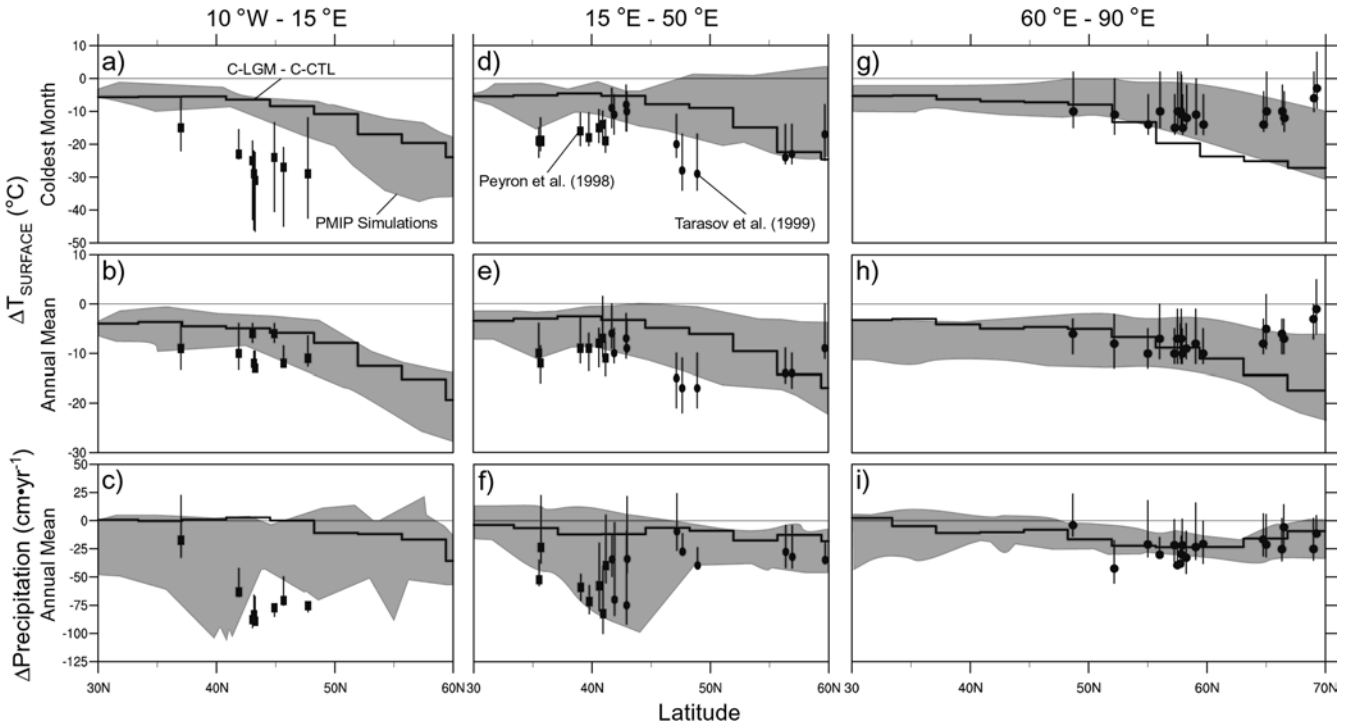 10 °W - 15 °E
15 °E - 50 °E
60 °E - 90 °E
ΔT_SURFACE (°C)
Coldest Month
10
0
-10
-20
-30
-40
-50
a)
C-LGM - C-CTL
PMIP Simulations
d)
Peyron et al. (1998)
Tarasov et al. (1999)
g)
Annual Mean
10
0
-10
-20
-30
b)
e)
h)
ΔPrecipitation (cm•yr⁻¹)
Annual Mean
50
25
0
-25
-50
-75
-100
-125
c)
f)
i)
30N 40N 50N 60N
30N 40N 50N 60N
30 40N 50N 60N 70N
Latitude